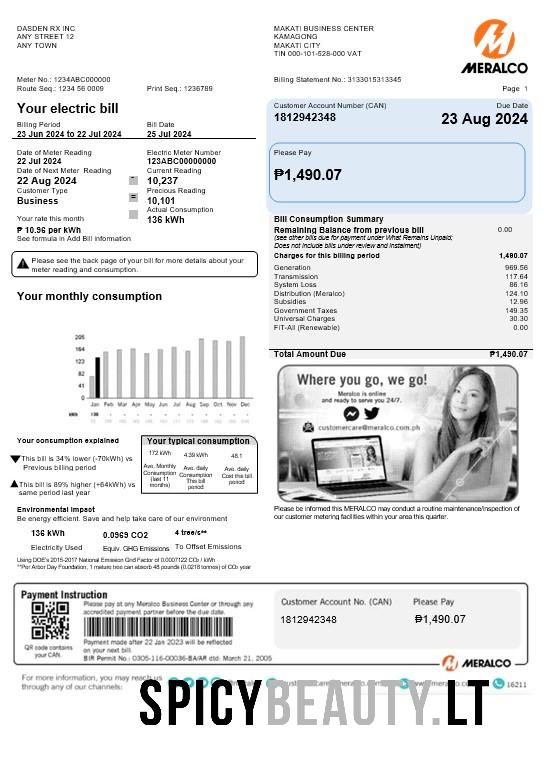 DASDEN RX INC
ANY STREET 12
ANY TOWN
MAKATI BUSINESS CENTER
KAMAGONG
MAKATI CITY
TIN 000-101-528-000 VAT
MERALCO
Meter No.: 1234ABC000000
Route Seq.: 1234 56 0009
Print Seq.: 1236789
Billing Statement No.: 3133015313345
Page 1
Your electric bill
Billing Period
23 Jun 2024 to 22 Jul 2024
Bill Date
25 Jul 2024
Customer Account Number (CAN)
1812942348
Due Date
23 Aug 2024
Please Pay
₱1,490.07
Date of Meter Reading
22 Jul 2024
Date of Next Meter Reading
22 Aug 2024
Customer Type
Business
Your rate this month
₱ 10.96 per kWh
See formula in Add Bill information
Electric Meter Number
123ABC00000000
Current Reading
- 10,237
Precious Reading
= 10,101
Actual Consumption
136 kWh
Please see the back page of your bill for more details about your
meter reading and consumption.
Bill Consumption Summary
Remaining Balance from previous bill 0.00
(see other bills due for payment under What Remains Unpaid;
Does not include bills under review and instalment)
Charges for this billing period 1,490.07
Generation 969.56
Transmission 117.64
System Loss 86.16
Distribution (Meralco) 124.10
Subsidies 12.96
Government Taxes 149.35
Universal Charges 30.30
FiT-All (Renewable) 0.00
Total Amount Due ₱1,490.07
Your monthly consumption
205
164
123
82
41
0
Jan Feb Mar Apr May Jun Jul Aug Sep Oct Nov Dec
kWh 136
Where you go, we go!
Meralco is online
and ready to serve you 24/7.
customercare@meralco.com.ph
Please be informed this MERALCO may conduct a routine maintenance/inspection of
our customer metering facilities within your area this quarter.
Your consumption explained
This bill is 34% lower (-70kWh) vs
Previous billing period
This bill is 89% higher (+64kWh) vs
same period last year
Your typical consumption
172 kWh
Ave. Monthly
Consumption
(last 11
months)
4.39 kWh
Ave. daily
Consumption
This bill
period
48.1
Ave. daily
Cost this bill
period
Environmental Impact
Be energy efficient. Save and help take care of our environment
136 kWh
Electricity Used
0.0969 CO2
Equiv. GHG Emissions
4 tree/s**
To Offset Emissions
*Using DOE's 2015-2017 National Emission Grid Factor of 0.0007122 CO₂ / kWh
**Per Arbor Day Foundation, 1 mature tree can absorb 48 pounds (0.0218 tonnes) of CO₂ year
Payment Instruction
QR code contains
your CAN.
Please pay at any Meralco Business Center or through any
accredited payment partner before the due date.
Payment made after 22 Jan 2023 will be reflected
on your next bill.
BIR Permit No.: 0305-116-00036-BA/AR dtd: March 21, 2005
Customer Account No. (CAN)
1812942348
Please Pay
₱1,490.07
MERALCO
For more information, you may reach us
through any of our channels:
16211
SPICYBEAUTY.LT